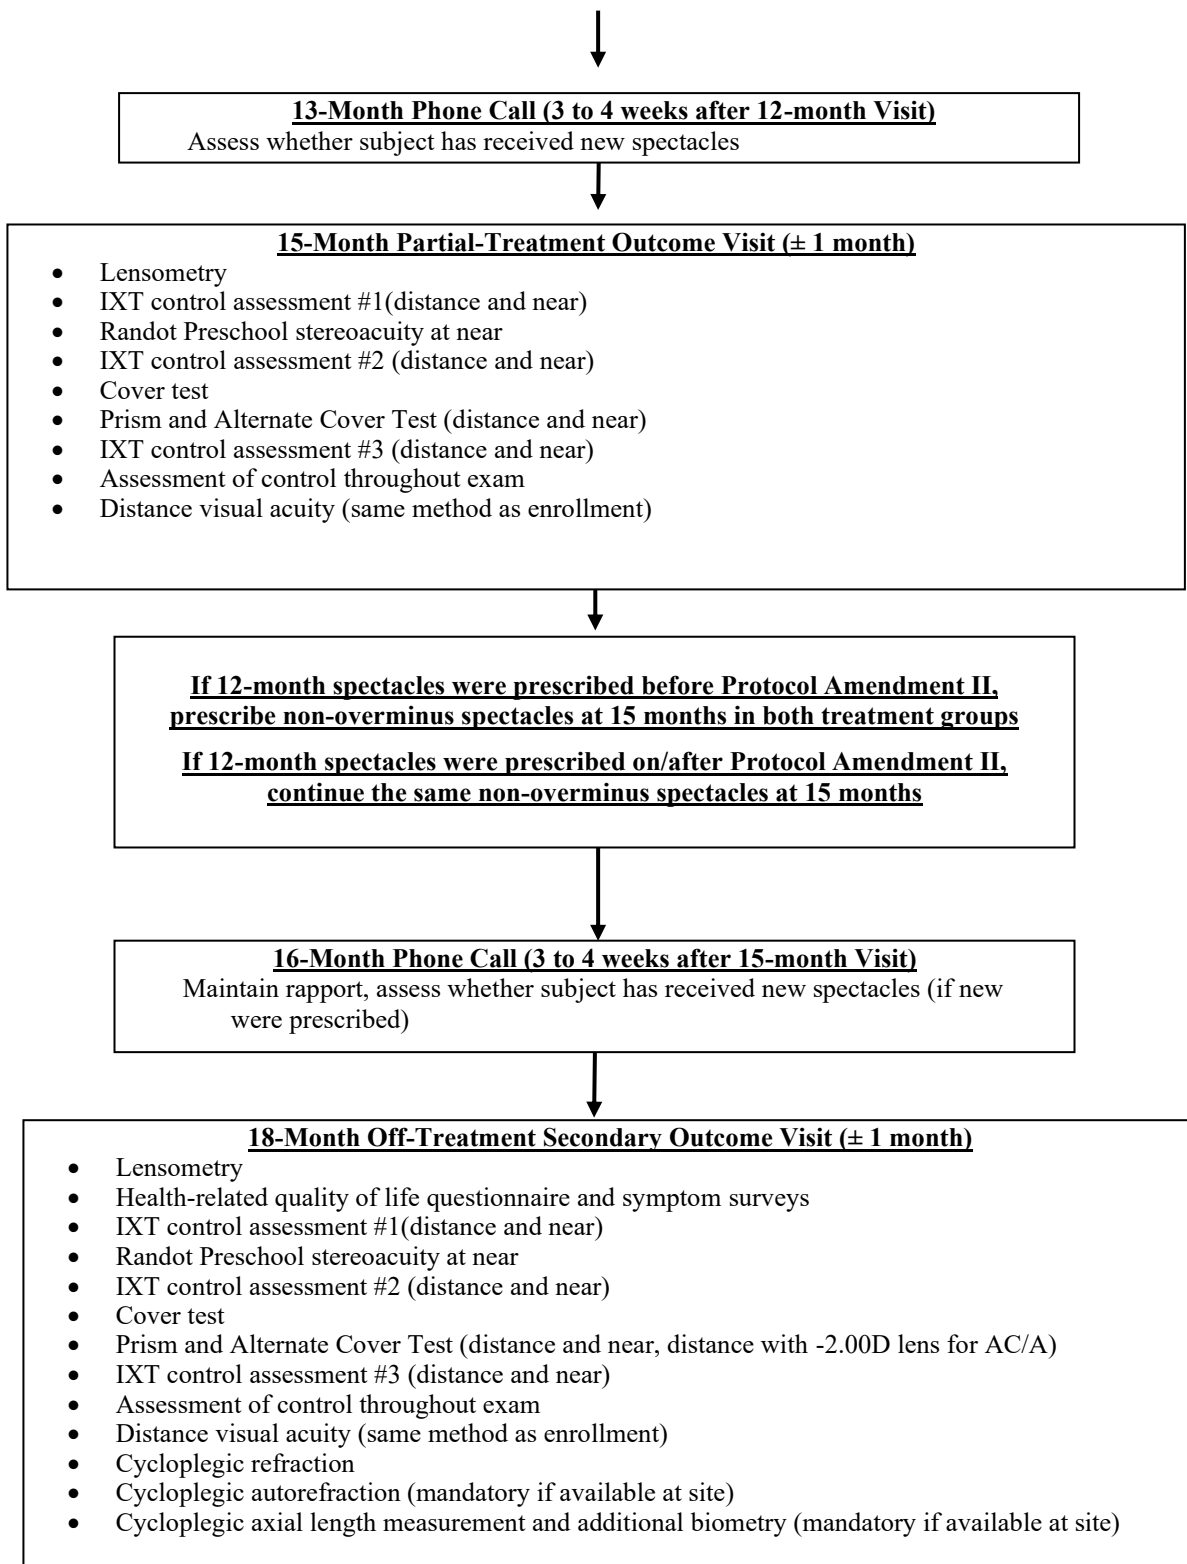 13-Month Phone Call (3 to 4 weeks after 12-month Visit)
Assess whether subject has received new spectacles
15-Month Partial-Treatment Outcome Visit (± 1 month)
• Lensometry
• IXT control assessment #1(distance and near)
• Randot Preschool stereoacuity at near
• IXT control assessment #2 (distance and near)
• Cover test
• Prism and Alternate Cover Test (distance and near)
• IXT control assessment #3 (distance and near)
• Assessment of control throughout exam
• Distance visual acuity (same method as enrollment)
If 12-month spectacles were prescribed before Protocol Amendment II,
prescribe non-overminus spectacles at 15 months in both treatment groups
If 12-month spectacles were prescribed on/after Protocol Amendment II,
continue the same non-overminus spectacles at 15 months
16-Month Phone Call (3 to 4 weeks after 15-month Visit)
Maintain rapport, assess whether subject has received new spectacles (if new
were prescribed)
18-Month Off-Treatment Secondary Outcome Visit (± 1 month)
• Lensometry
• Health-related quality of life questionnaire and symptom surveys
• IXT control assessment #1(distance and near)
• Randot Preschool stereoacuity at near
• IXT control assessment #2 (distance and near)
• Cover test
• Prism and Alternate Cover Test (distance and near, distance with -2.00D lens for AC/A)
• IXT control assessment #3 (distance and near)
• Assessment of control throughout exam
• Distance visual acuity (same method as enrollment)
• Cycloplegic refraction
• Cycloplegic autorefraction (mandatory if available at site)
• Cycloplegic axial length measurement and additional biometry (mandatory if available at site)